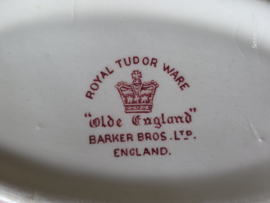 ROYAL TUDOR WARE
"Olde England"
BARKER BROS. LTD.
ENGLAND.